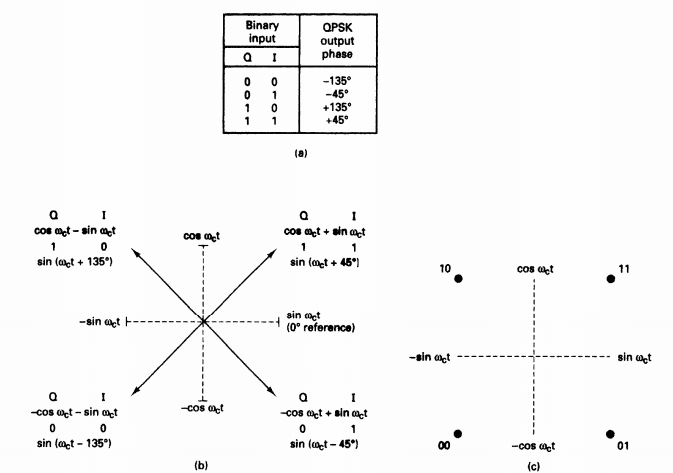 Binary input
QPSK output phase
Q I
0 0 −135°
0 1 −45°
1 0 +135°
1 1 +45°
(a)
Q I
cos ωct − sin ωct
1 0
sin (ωct + 135°)
cos ωct
Q I
cos ωct + sin ωct
1 1
sin (ωct + 45°)
−sin ωct
sin ωct
(0° reference)
Q I
−cos ωct − sin ωct
0 0
sin (ωct − 135°)
−cos ωct
Q I
−cos ωct + sin ωct
0 1
sin (ωct − 45°)
(b)
10
cos ωct
11
−sin ωct
sin ωct
00
−cos ωct
01
(c)